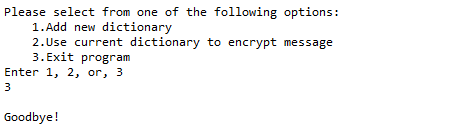 Please select from one of the following options:
    1.Add new dictionary
    2.Use current dictionary to encrypt message
    3.Exit program
Enter 1, 2, or, 3
3

Goodbye!